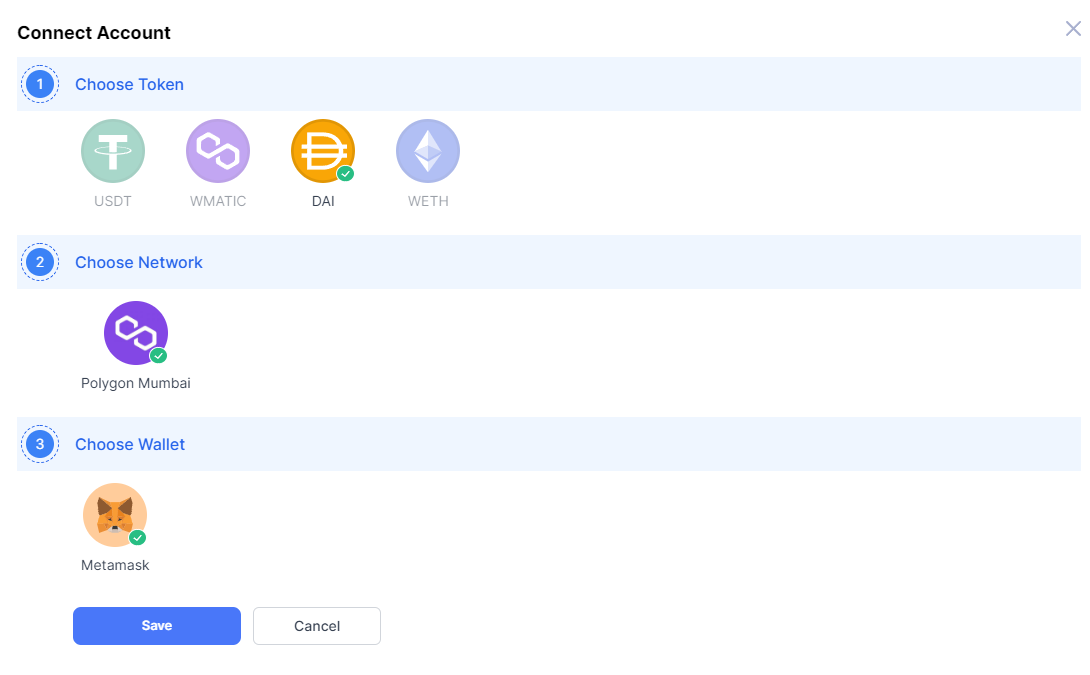 Connect Account
1 Choose Token
USDT WMATIC DAI WETH
2 Choose Network
Polygon Mumbai
3 Choose Wallet
Metamask
Save Cancel